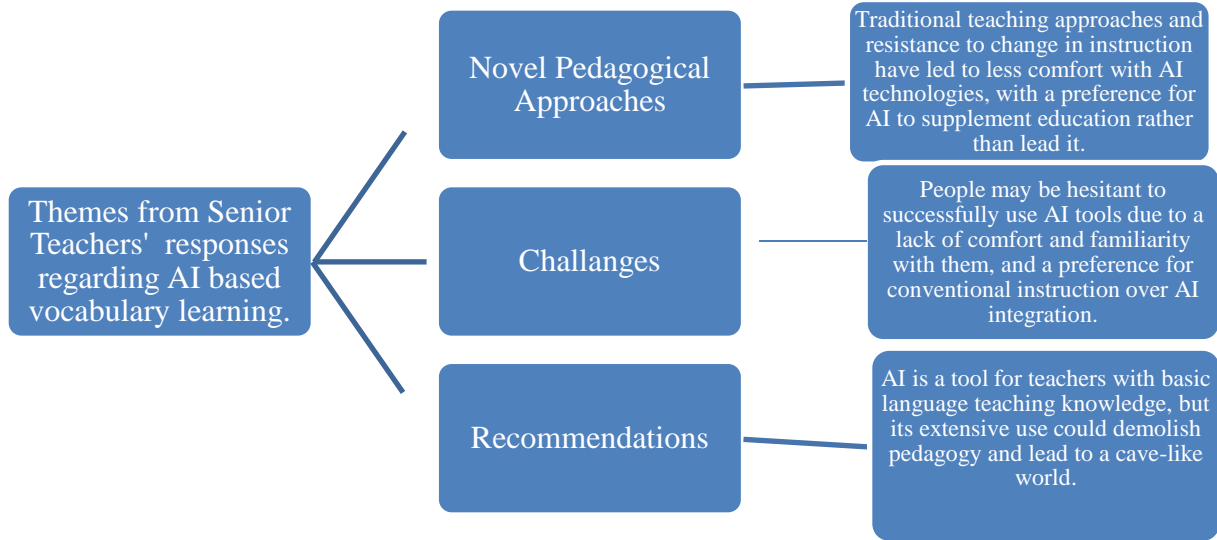 Themes from Senior
Teachers'  responses
regarding AI based
vocabulary learning.
Novel Pedagogical
Approaches
Traditional teaching approaches and
resistance to change in instruction
have led to less comfort with AI
technologies, with a preference for
AI to supplement education rather
than lead it.
Challanges
People may be hesitant to
successfully use AI tools due to a
lack of comfort and familiarity
with them, and a preference for
conventional instruction over AI
integration.
Recommendations
AI is a tool for teachers with basic
language teaching knowledge, but
its extensive use could demolish
pedagogy and lead to a cave-like
world.